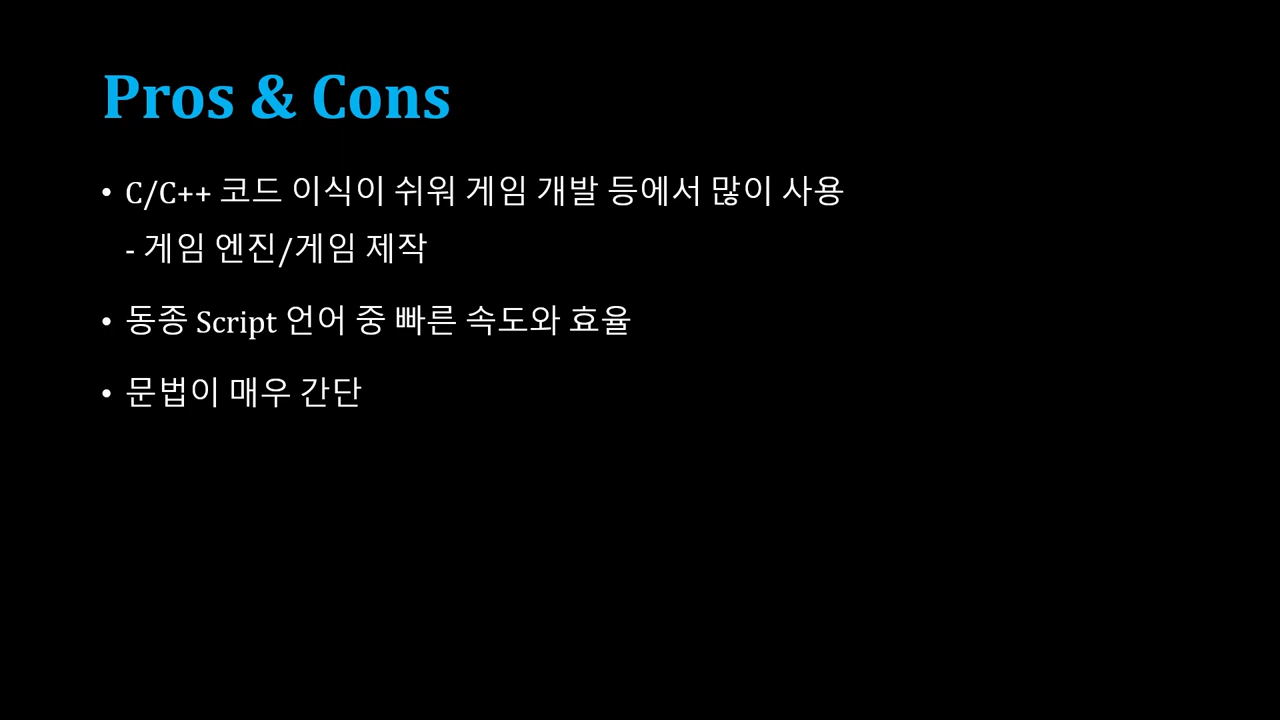 Pros & Cons
• C/C++ 코드 이식이 쉬워 게임 개발 등에서 많이 사용
- 게임 엔진/게임 제작
• 동종 Script 언어 중 빠른 속도와 효율
• 문법이 매우 간단